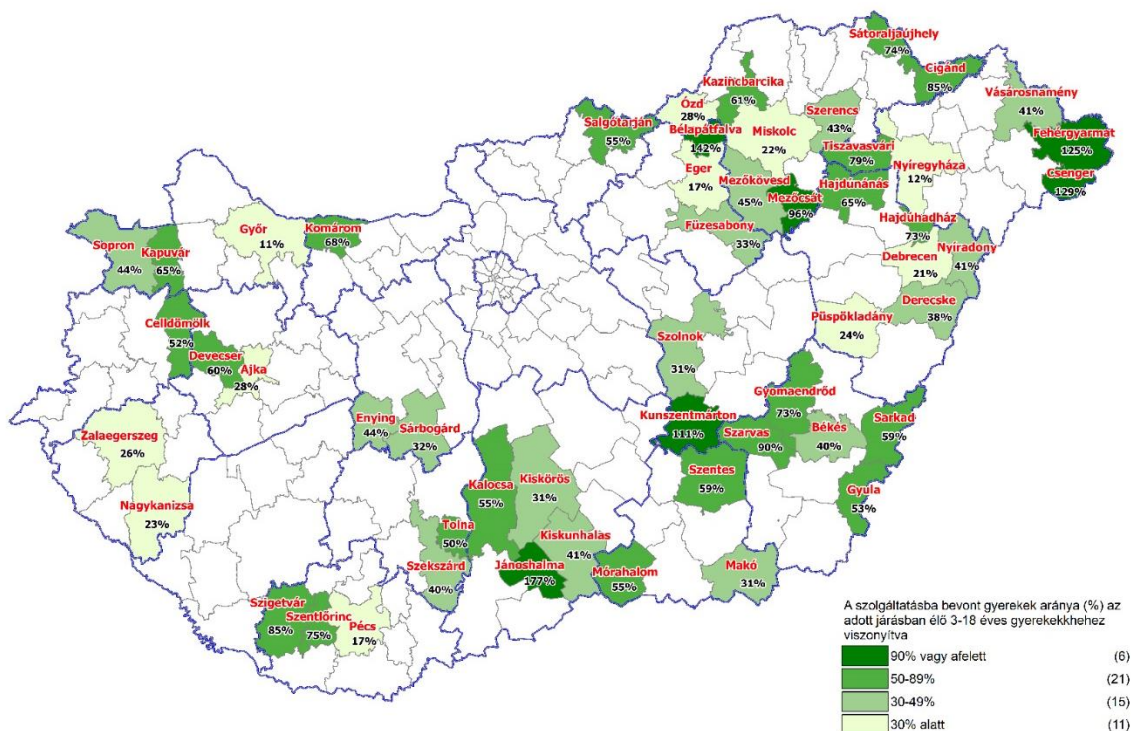 Sátoraljaújhely
74%
Cigánd
85%
Kazincbarcika
61%
Vásárosnamény
41%
Ózd
28%
Szerencs
43%
Salgótarján
55%
Bélapátfalva
142%
Miskolc
22%
Fehérgyarmat
125%
Tiszavasvári
79%
Nyíregyháza
12%
Csenger
129%
Eger
17%
Mezőkövesd
45%
Mezőcsát
96%
Hajdunánás
65%
Füzesabony
33%
Hajdúhadház
73%
Győr
11%
Komárom
68%
Sopron
44%
Kapuvár
65%
Nyíradony
41%
Debrecen
21%
Derecske
38%
Püspökladány
24%
Celldömölk
52%
Szolnok
31%
Devecser
60%
Ajka
28%
Gyomaendrőd
73%
Kunszentmárton
111%
Szarvas
90%
Békés
40%
Sarkad
59%
Enying
44%
Sárbogárd
32%
Zalaegerszeg
26%
Szentes
59%
Kalocsa
55%
Kiskörös
31%
Gyula
53%
Nagykanizsa
23%
Tolna
50%
Kiskunhalas
41%
Székszárd
40%
Jánoshalma
177%
Mórahalom
55%
Makó
31%
Szigetvár
85%
Szentlőrinc
75%
Pécs
17%
A szolgáltatásba bevont gyerekek aránya (%) az
adott járásban élő 3-18 éves gyerekekkhehez
viszonyítva
90% vagy afelett (6)
50-89% (21)
30-49% (15)
30% alatt (11)